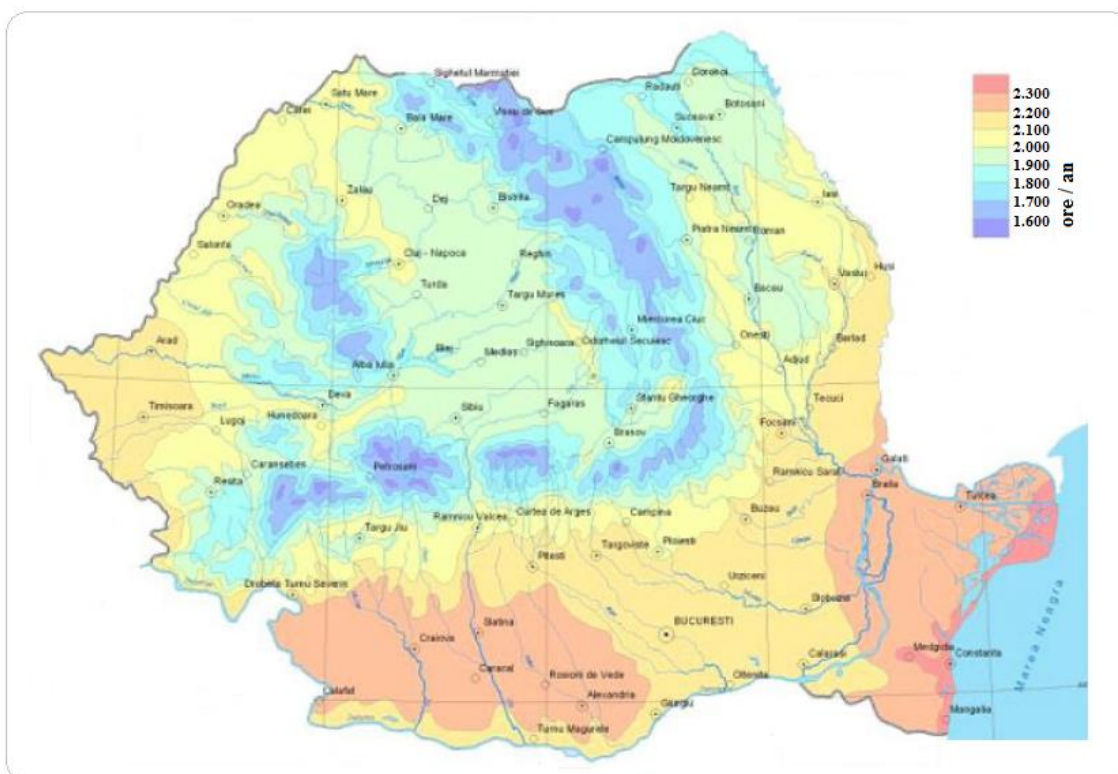 Sighetul Marmatiei
Dorohoi
Satu Mare
Radauti
Carei
Viseu de Sus
Botosani
Baia Mare
Suceava
Campulung Moldovenesc
Zalau
Dej
Bistrita
Targu Neamt
Iasi
Oradea
Piatra Neamt
Roman
Salonta
Cluj - Napoca
Reghin
Vaslui
Husi
Turda
Targu Mures
Bacau
Miercurea Ciuc
Arad
Blaj
Medias
Sighisoara
Odorheiul Secuiesc
Onesti
Barlad
Alba Iulia
Adjud
Timisoara
Lugoj
Deva
Hunedoara
Sibiu
Fagaras
Sfantu Gheorghe
Tecuci
Brasov
Focsani
Caransebes
Petrosani
Galati
Resita
Ramnicu Sarat
Braila
Tulcea
Targu Jiu
Ramnicu Valcea
Curtea de Arges
Campina
Buzau
Pitesti
Targoviste
Ploiesti
Drobeta Turnu Severin
Urziceni
Slobozia
Craiova
Slatina
BUCURESTI
Medgidia
Constanta
Caracal
Rosiorii de Vede
Calarasi
Oltenita
Calafat
Alexandria
Giurgiu
Mangalia
Turnu Magurele
Marea Neagra
2.300
2.200
2.100
2.000
1.900
1.800
1.700
1.600
ore / an